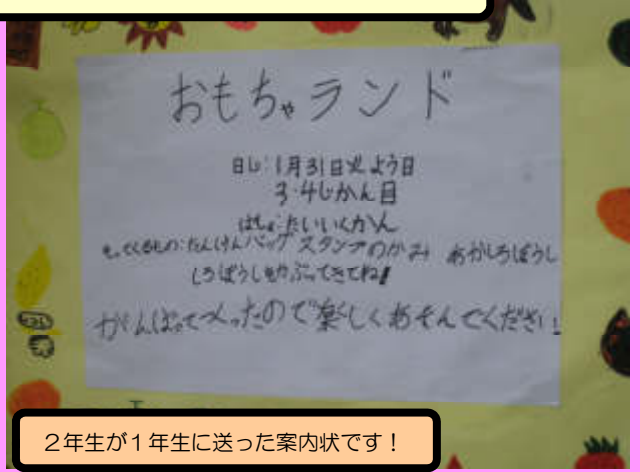 おもちゃランド
日じ:1月31日火よう日
3・4じかん目
ばしょ:たいいくかん
もってくるもの:たんけんバッグ スタンプのかみ あかしろぼうし
しろぼうしをかぶってきてね!
がんばってつくったので楽しくあそんでください!
2年生が1年生に送った案内状です!